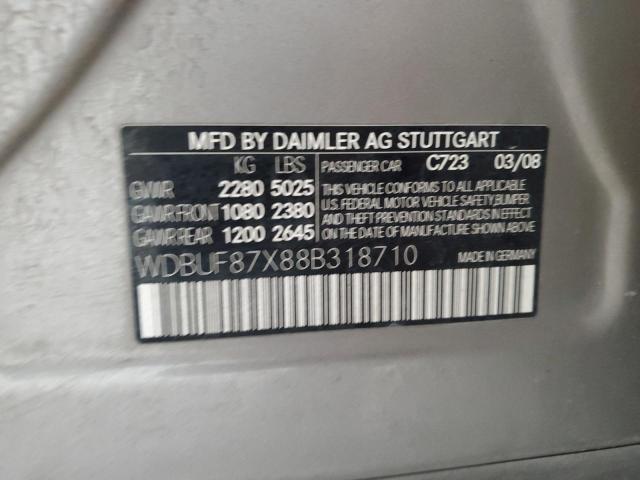 MFD BY DAIMLER AG STUTTGART
KG LBS PASSENGER CAR C723 03/08
GVWR 2280 5025
GAWR FRONT 1080 2380
GAWR REAR 1200 2645
THIS VEHICLE CONFORMS TO ALL APPLICABLE
U.S. FEDERAL MOTOR VEHICLE SAFETY, BUMPER,
AND THEFT PREVENTION STANDARDS IN EFFECT
ON THE DATE OF MANUFACTURE SHOWN ABOVE.
WDBUF87X88B318710
MADE IN GERMANY